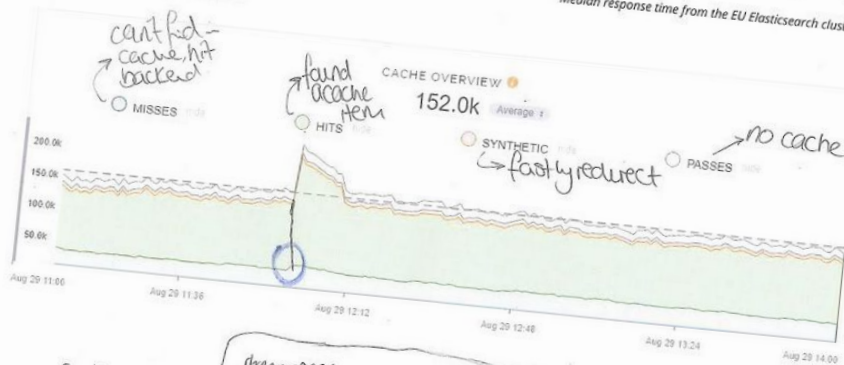 Median response time from the EU Elasticsearch clus
cant find -
cache, hit
backend
found
a cache
item
CACHE OVERVIEW
152.0k Average
MISSES
HITS
SYNTHETIC
PASSES
no cache
fastly redirect
200.0k
150.0k
100.0k
50.0k
Aug 29 11:00
Aug 29 11:36
Aug 29 12:12
Aug 29 12:48
Aug 29 13:24
Aug 29 14:00